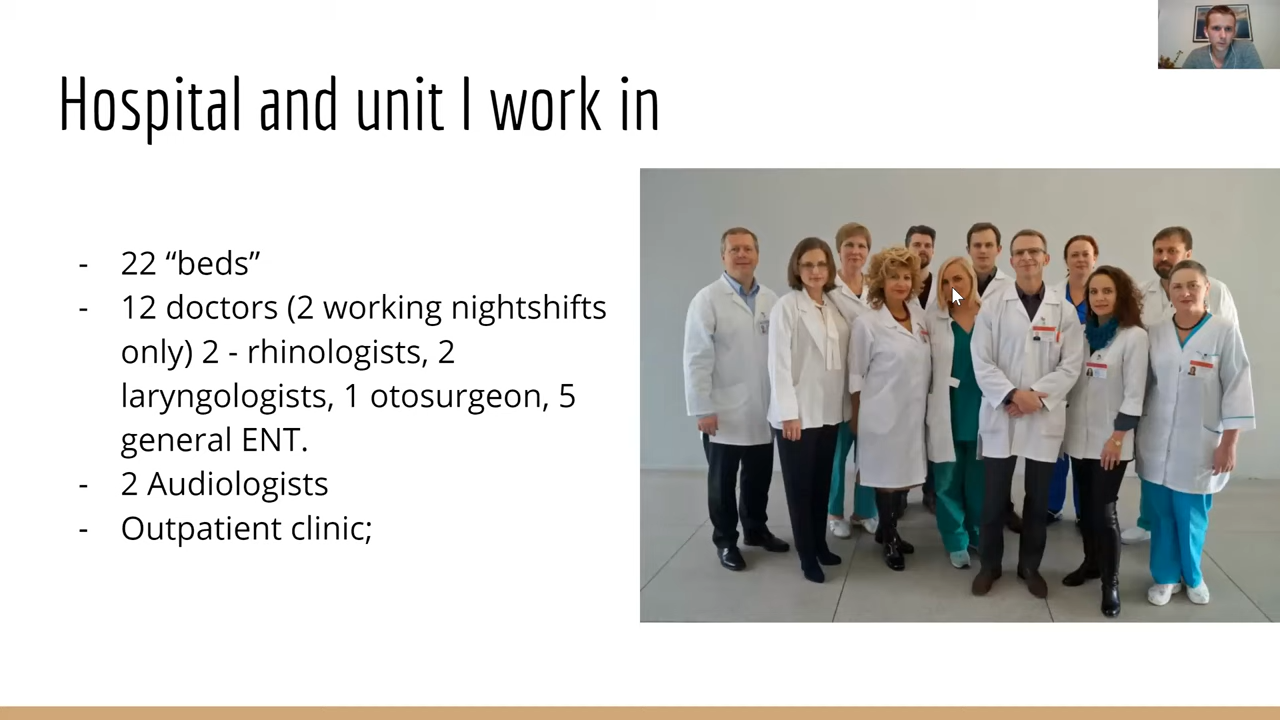 Hospital and unit I work in
- 22 “beds”
- 12 doctors (2 working nightshifts
only) 2 - rhinologists, 2
laryngologists, 1 otosurgeon, 5
general ENT.
- 2 Audiologists
- Outpatient clinic;